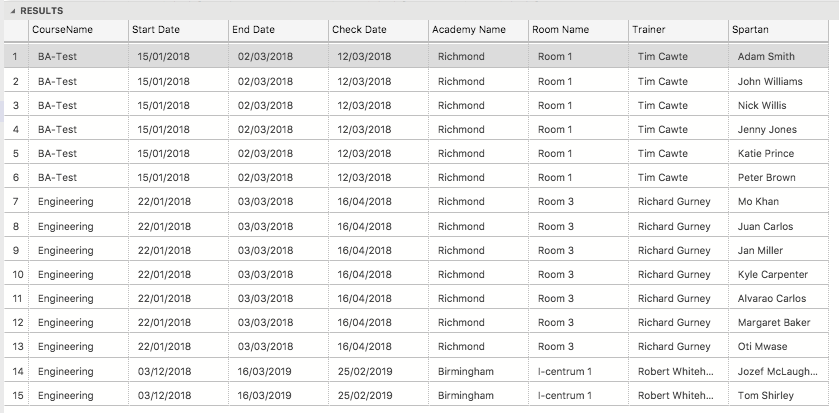 RESULTS
CourseName Start Date End Date Check Date Academy Name Room Name Trainer Spartan
1 BA-Test 15/01/2018 02/03/2018 12/03/2018 Richmond Room 1 Tim Cawte Adam Smith
2 BA-Test 15/01/2018 02/03/2018 12/03/2018 Richmond Room 1 Tim Cawte John Williams
3 BA-Test 15/01/2018 02/03/2018 12/03/2018 Richmond Room 1 Tim Cawte Nick Willis
4 BA-Test 15/01/2018 02/03/2018 12/03/2018 Richmond Room 1 Tim Cawte Jenny Jones
5 BA-Test 15/01/2018 02/03/2018 12/03/2018 Richmond Room 1 Tim Cawte Katie Prince
6 BA-Test 15/01/2018 02/03/2018 12/03/2018 Richmond Room 1 Tim Cawte Peter Brown
7 Engineering 22/01/2018 03/03/2018 16/04/2018 Richmond Room 3 Richard Gurney Mo Khan
8 Engineering 22/01/2018 03/03/2018 16/04/2018 Richmond Room 3 Richard Gurney Juan Carlos
9 Engineering 22/01/2018 03/03/2018 16/04/2018 Richmond Room 3 Richard Gurney Jan Miller
10 Engineering 22/01/2018 03/03/2018 16/04/2018 Richmond Room 3 Richard Gurney Kyle Carpenter
11 Engineering 22/01/2018 03/03/2018 16/04/2018 Richmond Room 3 Richard Gurney Alvarao Carlos
12 Engineering 22/01/2018 03/03/2018 16/04/2018 Richmond Room 3 Richard Gurney Margaret Baker
13 Engineering 22/01/2018 03/03/2018 16/04/2018 Richmond Room 3 Richard Gurney Oti Mwase
14 Engineering 03/12/2018 16/03/2019 25/02/2019 Birmingham I-centrum 1 Robert Whiteh... Jozef McLaugh...
15 Engineering 03/12/2018 16/03/2019 25/02/2019 Birmingham I-centrum 1 Robert Whiteh... Tom Shirley